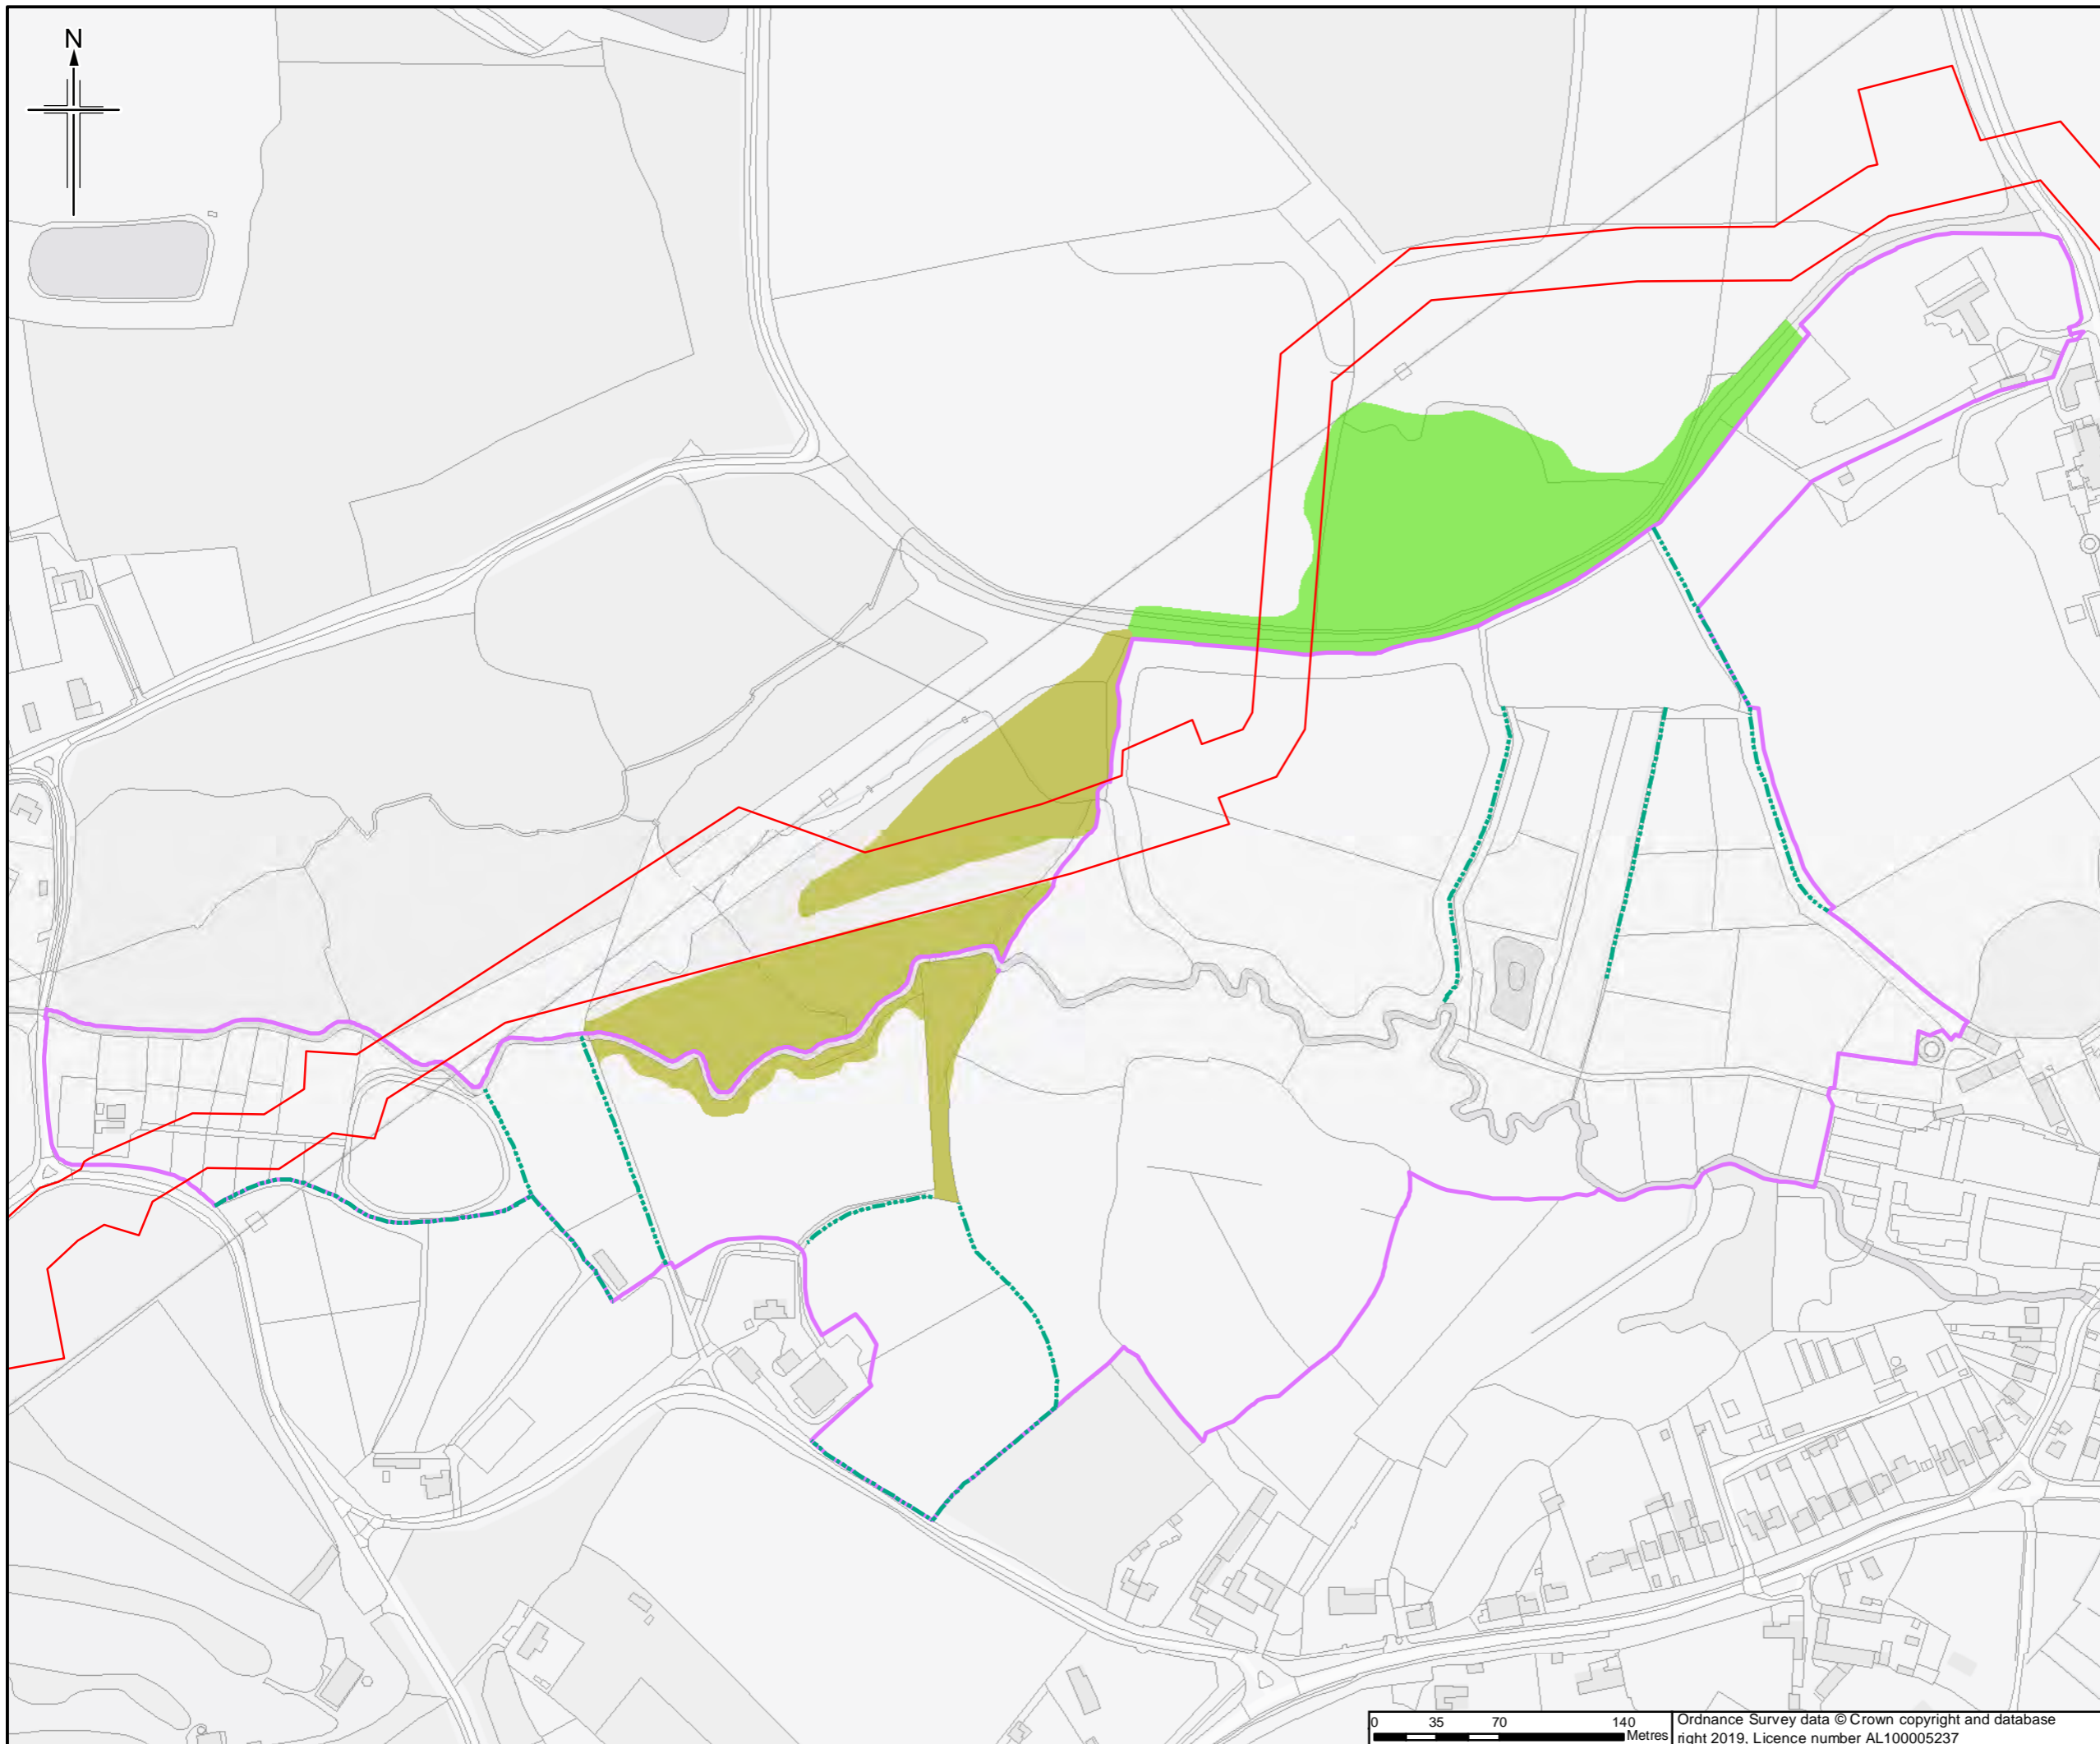 N
0 35 70 140
Metres
Ordnance Survey data © Crown copyright and database
right 2019, Licence number AL100005237